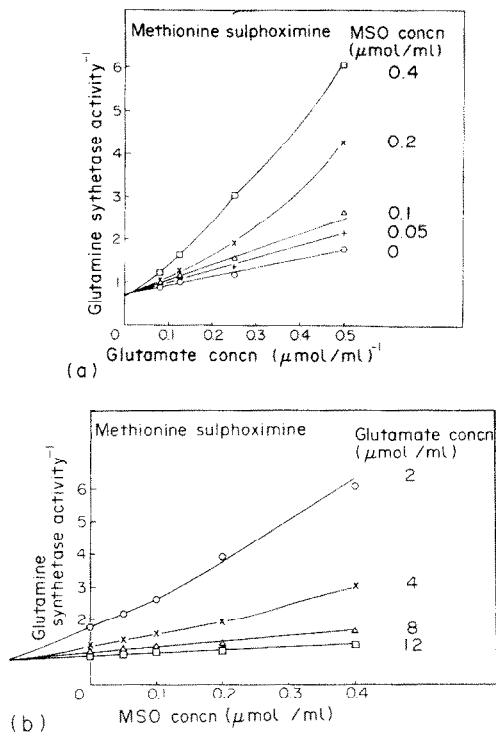 Methionine sulphoximine
MSO concn
(μmol/ml)
0.4
0.2
0.1
0.05
0
6
5
4
3
2
1
Glutamine sythetase activity⁻¹
0 0.1 0.2 0.3 0.4 0.5
Glutamate concn (μmol/ml)⁻¹
(a)
Methionine sulphoximine
Glutamate concn
(μmol/ml)
2
4
8
12
6
5
4
3
2
1
Glutamine
synthetase activity⁻¹
0 0.1 0.2 0.3 0.4
MSO concn (μmol/ml)
(b)